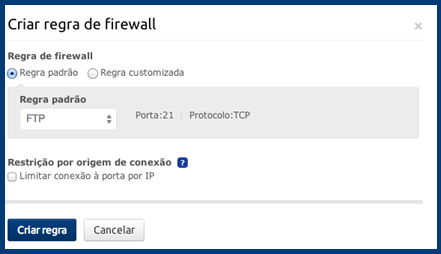 Criar regra de firewall
×
Regra de firewall
Regra padrão Regra customizada
Regra padrão
FTP Porta:21 Protocolo:TCP
Restrição por origem de conexão ?
Limitar conexão à porta por IP
Criar regra Cancelar